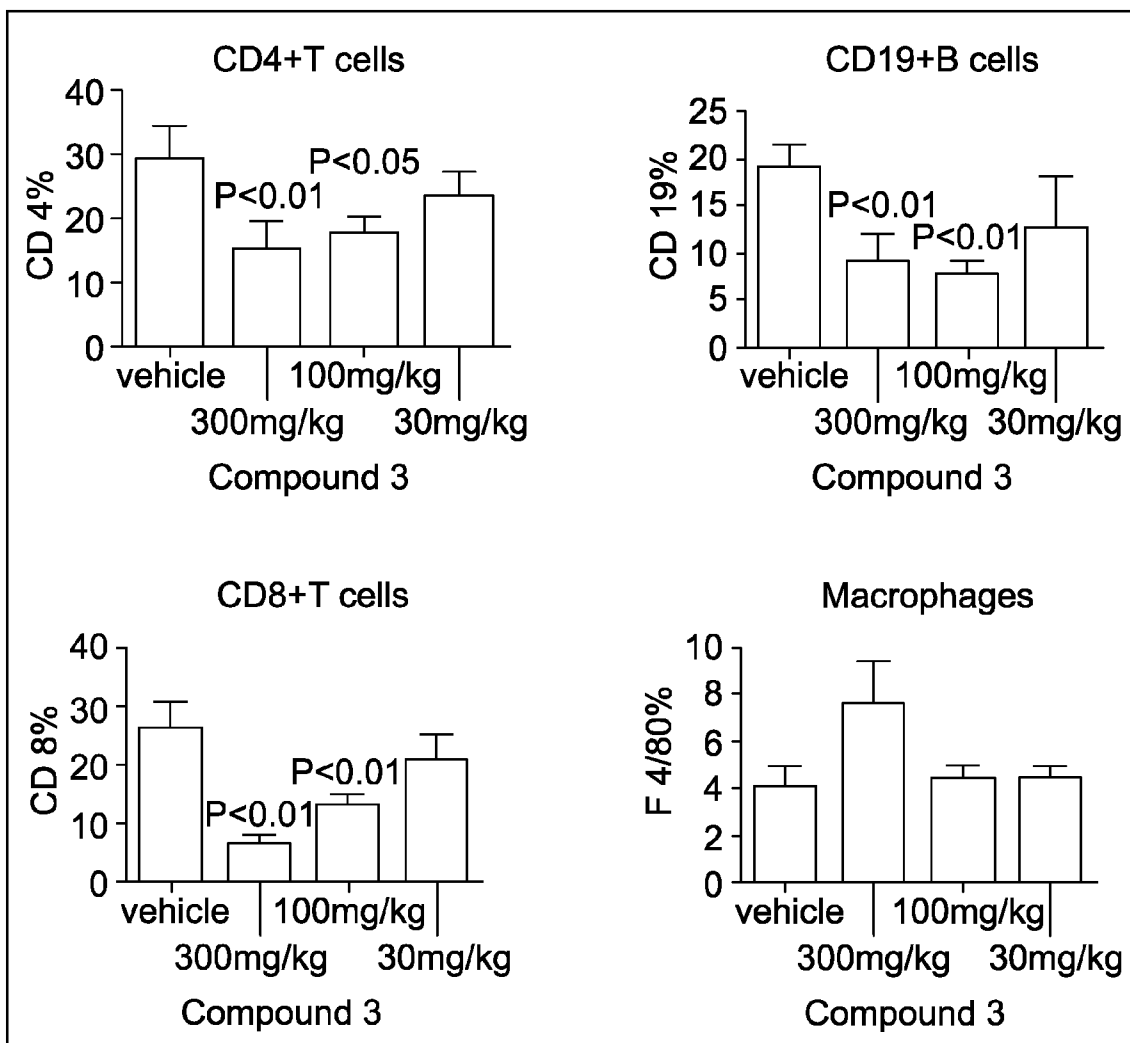 CD4+T cells
40
30
20
10
0
CD 4%
P<0.01
P<0.05
vehicle
100mg/kg
300mg/kg
30mg/kg
Compound 3
CD19+B cells
25
20
15
10
5
0
CD 19%
P<0.01
P<0.01
vehicle
100mg/kg
300mg/kg
30mg/kg
Compound 3
CD8+T cells
40
30
20
10
0
CD 8%
P<0.01
P<0.01
vehicle
100mg/kg
300mg/kg
30mg/kg
Compound 3
Macrophages
10
8
6
4
2
0
F 4/80%
vehicle
100mg/kg
300mg/kg
30mg/kg
Compound 3